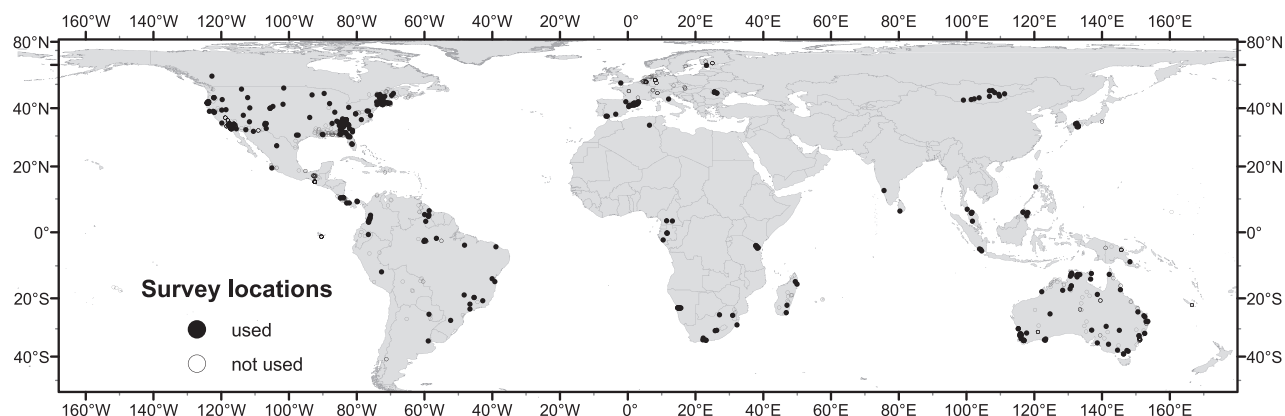 160°W 140°W 120°W 100°W 80°W 60°W 40°W 20°W 0° 20°E 40°E 60°E 80°E 100°E 120°E 140°E 160°E
80°N 80°N
40°N 40°N
20°N 20°N
0° 0°
Survey locations
20°S 20°S
used
40°S 40°S
not used
160°W 140°W 120°W 100°W 80°W 60°W 40°W 20°W 0° 20°E 40°E 60°E 80°E 100°E 120°E 140°E 160°E